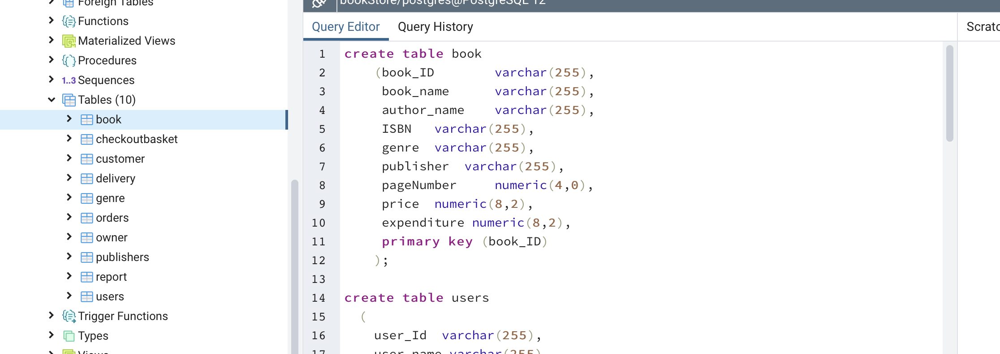 Foreign Tables
Functions
Materialized Views
Procedures
1..3 Sequences
Tables (10)
book
checkoutbasket
customer
delivery
genre
orders
owner
publishers
report
users
Trigger Functions
Types
Views
bookStore/postgres@PostgreSQL 12
Query Editor Query History
1 create table book
2 (book_ID varchar(255),
3 book_name varchar(255),
4 author_name varchar(255),
5 ISBN varchar(255),
6 genre varchar(255),
7 publisher varchar(255),
8 pageNumber numeric(4,0),
9 price numeric(8,2),
10 expenditure numeric(8,2),
11 primary key (book_ID)
12 );
13
14 create table users
15 (
16 user_Id varchar(255),
17 user_name varchar(255)
Scratc